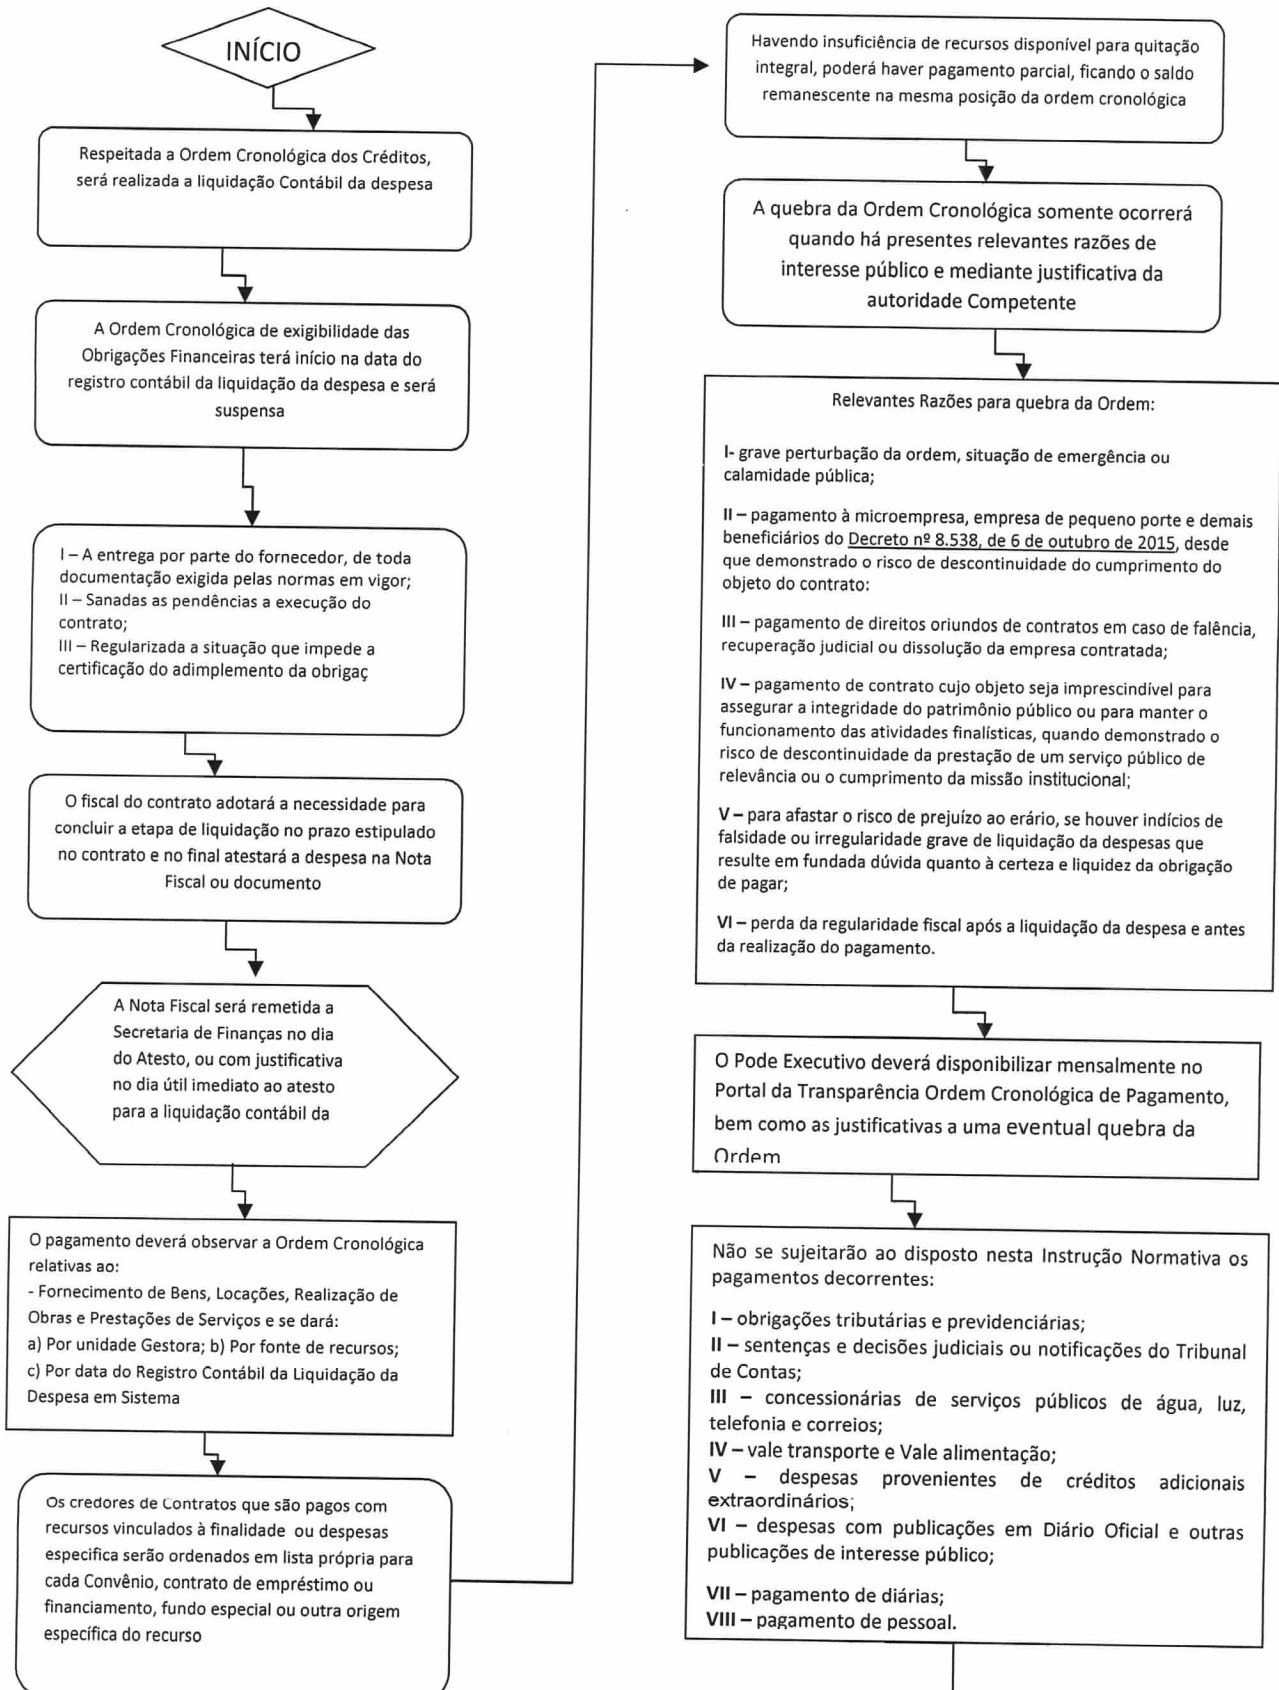 INÍCIO
Respeitada a Ordem Cronológica dos Créditos,
será realizada a liquidação Contábil da despesa
A Ordem Cronológica de exigibilidade das
Obrigações Financeiras terá início na data do
registro contábil da liquidação da despesa e será
suspensa
I – A entrega por parte do fornecedor, de toda
documentação exigida pelas normas em vigor;
II – Sanadas as pendências a execução do
contrato;
III – Regularizada a situação que impede a
certificação do adimplemento da obrigaç
O fiscal do contrato adotará a necessidade para
concluir a etapa de liquidação no prazo estipulado
no contrato e no final atestará a despesa na Nota
Fiscal ou documento
A Nota Fiscal será remetida a
Secretaria de Finanças no dia
do Atesto, ou com justificativa
no dia útil imediato ao atesto
para a liquidação contábil da
O pagamento deverá observar a Ordem Cronológica
relativas ao:
- Fornecimento de Bens, Locações, Realização de
Obras e Prestações de Serviços e se dará:
a) Por unidade Gestora; b) Por fonte de recursos;
c) Por data do Registro Contábil da Liquidação da
Despesa em Sistema
Os credores de Contratos que são pagos com
recursos vinculados à finalidade ou despesas
especifica serão ordenados em lista própria para
cada Convênio, contrato de empréstimo ou
financiamento, fundo especial ou outra origem
específica do recurso
Havendo insuficiência de recursos disponível para quitação
integral, poderá haver pagamento parcial, ficando o saldo
remanescente na mesma posição da ordem cronológica
A quebra da Ordem Cronológica somente ocorrerá
quando há presentes relevantes razões de
interesse público e mediante justificativa da
autoridade Competente
Relevantes Razões para quebra da Ordem:
I- grave perturbação da ordem, situação de emergência ou
calamidade pública;
II – pagamento à microempresa, empresa de pequeno porte e demais
beneficiários do Decreto nº 8.538, de 6 de outubro de 2015, desde
que demonstrado o risco de descontinuidade do cumprimento do
objeto do contrato:
III – pagamento de direitos oriundos de contratos em caso de falência,
recuperação judicial ou dissolução da empresa contratada;
IV – pagamento de contrato cujo objeto seja imprescindível para
assegurar a integridade do patrimônio público ou para manter o
funcionamento das atividades finalísticas, quando demonstrado o
risco de descontinuidade da prestação de um serviço público de
relevância ou o cumprimento da missão institucional;
V – para afastar o risco de prejuízo ao erário, se houver indícios de
falsidade ou irregularidade grave de liquidação da despesas que
resulte em fundada dúvida quanto à certeza e liquidez da obrigação
de pagar;
VI – perda da regularidade fiscal após a liquidação da despesa e antes
da realização do pagamento.
O Pode Executivo deverá disponibilizar mensalmente no
Portal da Transparência Ordem Cronológica de Pagamento,
bem como as justificativas a uma eventual quebra da
Ordem
Não se sujeitarão ao disposto nesta Instrução Normativa os
pagamentos decorrentes:
I – obrigações tributárias e previdenciárias;
II – sentenças e decisões judiciais ou notificações do Tribunal
de Contas;
III – concessionárias de serviços públicos de água, luz,
telefonia e correios;
IV – vale transporte e Vale alimentação;
V – despesas provenientes de créditos adicionais
extraordinários;
VI – despesas com publicações em Diário Oficial e outras
publicações de interesse público;
VII – pagamento de diárias;
VIII – pagamento de pessoal.